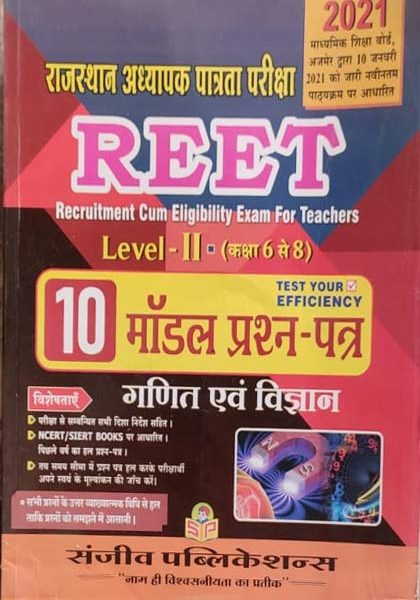 2021
माध्यमिक शिक्षा बोर्ड,
अजमेर द्वारा 10 जनवरी
2021 को जारी नवीनतम
पाठ्यक्रम पर आधारित
राजस्थान अध्यापक पात्रता परीक्षा
REET
Recruitment Cum Eligibility Exam For Teachers
Level-II (कक्षा 6 से 8)
TEST YOUR
EFFICIENCY
10 मॉडल प्रश्न-पत्र
विशेषताएँ
गणित एवं विज्ञान
परीक्षा से सम्बन्धित सभी दिशा निर्देश सहित।
NCERT/SIERT BOOKS पर आधारित।
पिछले वर्ष का हल प्रश्न-पत्र।
तय समय सीमा में प्रश्न पत्र हल करके परीक्षार्थी
अपने स्वयं के मूल्यांकन की जाँच करें।
सभी प्रश्नों के उत्तर व्याख्यात्मक विधि से हल
ताकि प्रश्नों को समझने में आसानी।
N
S
SP
संजीव पब्लिकेशन्स
"नाम ही विश्वसनीयता का प्रतीक"